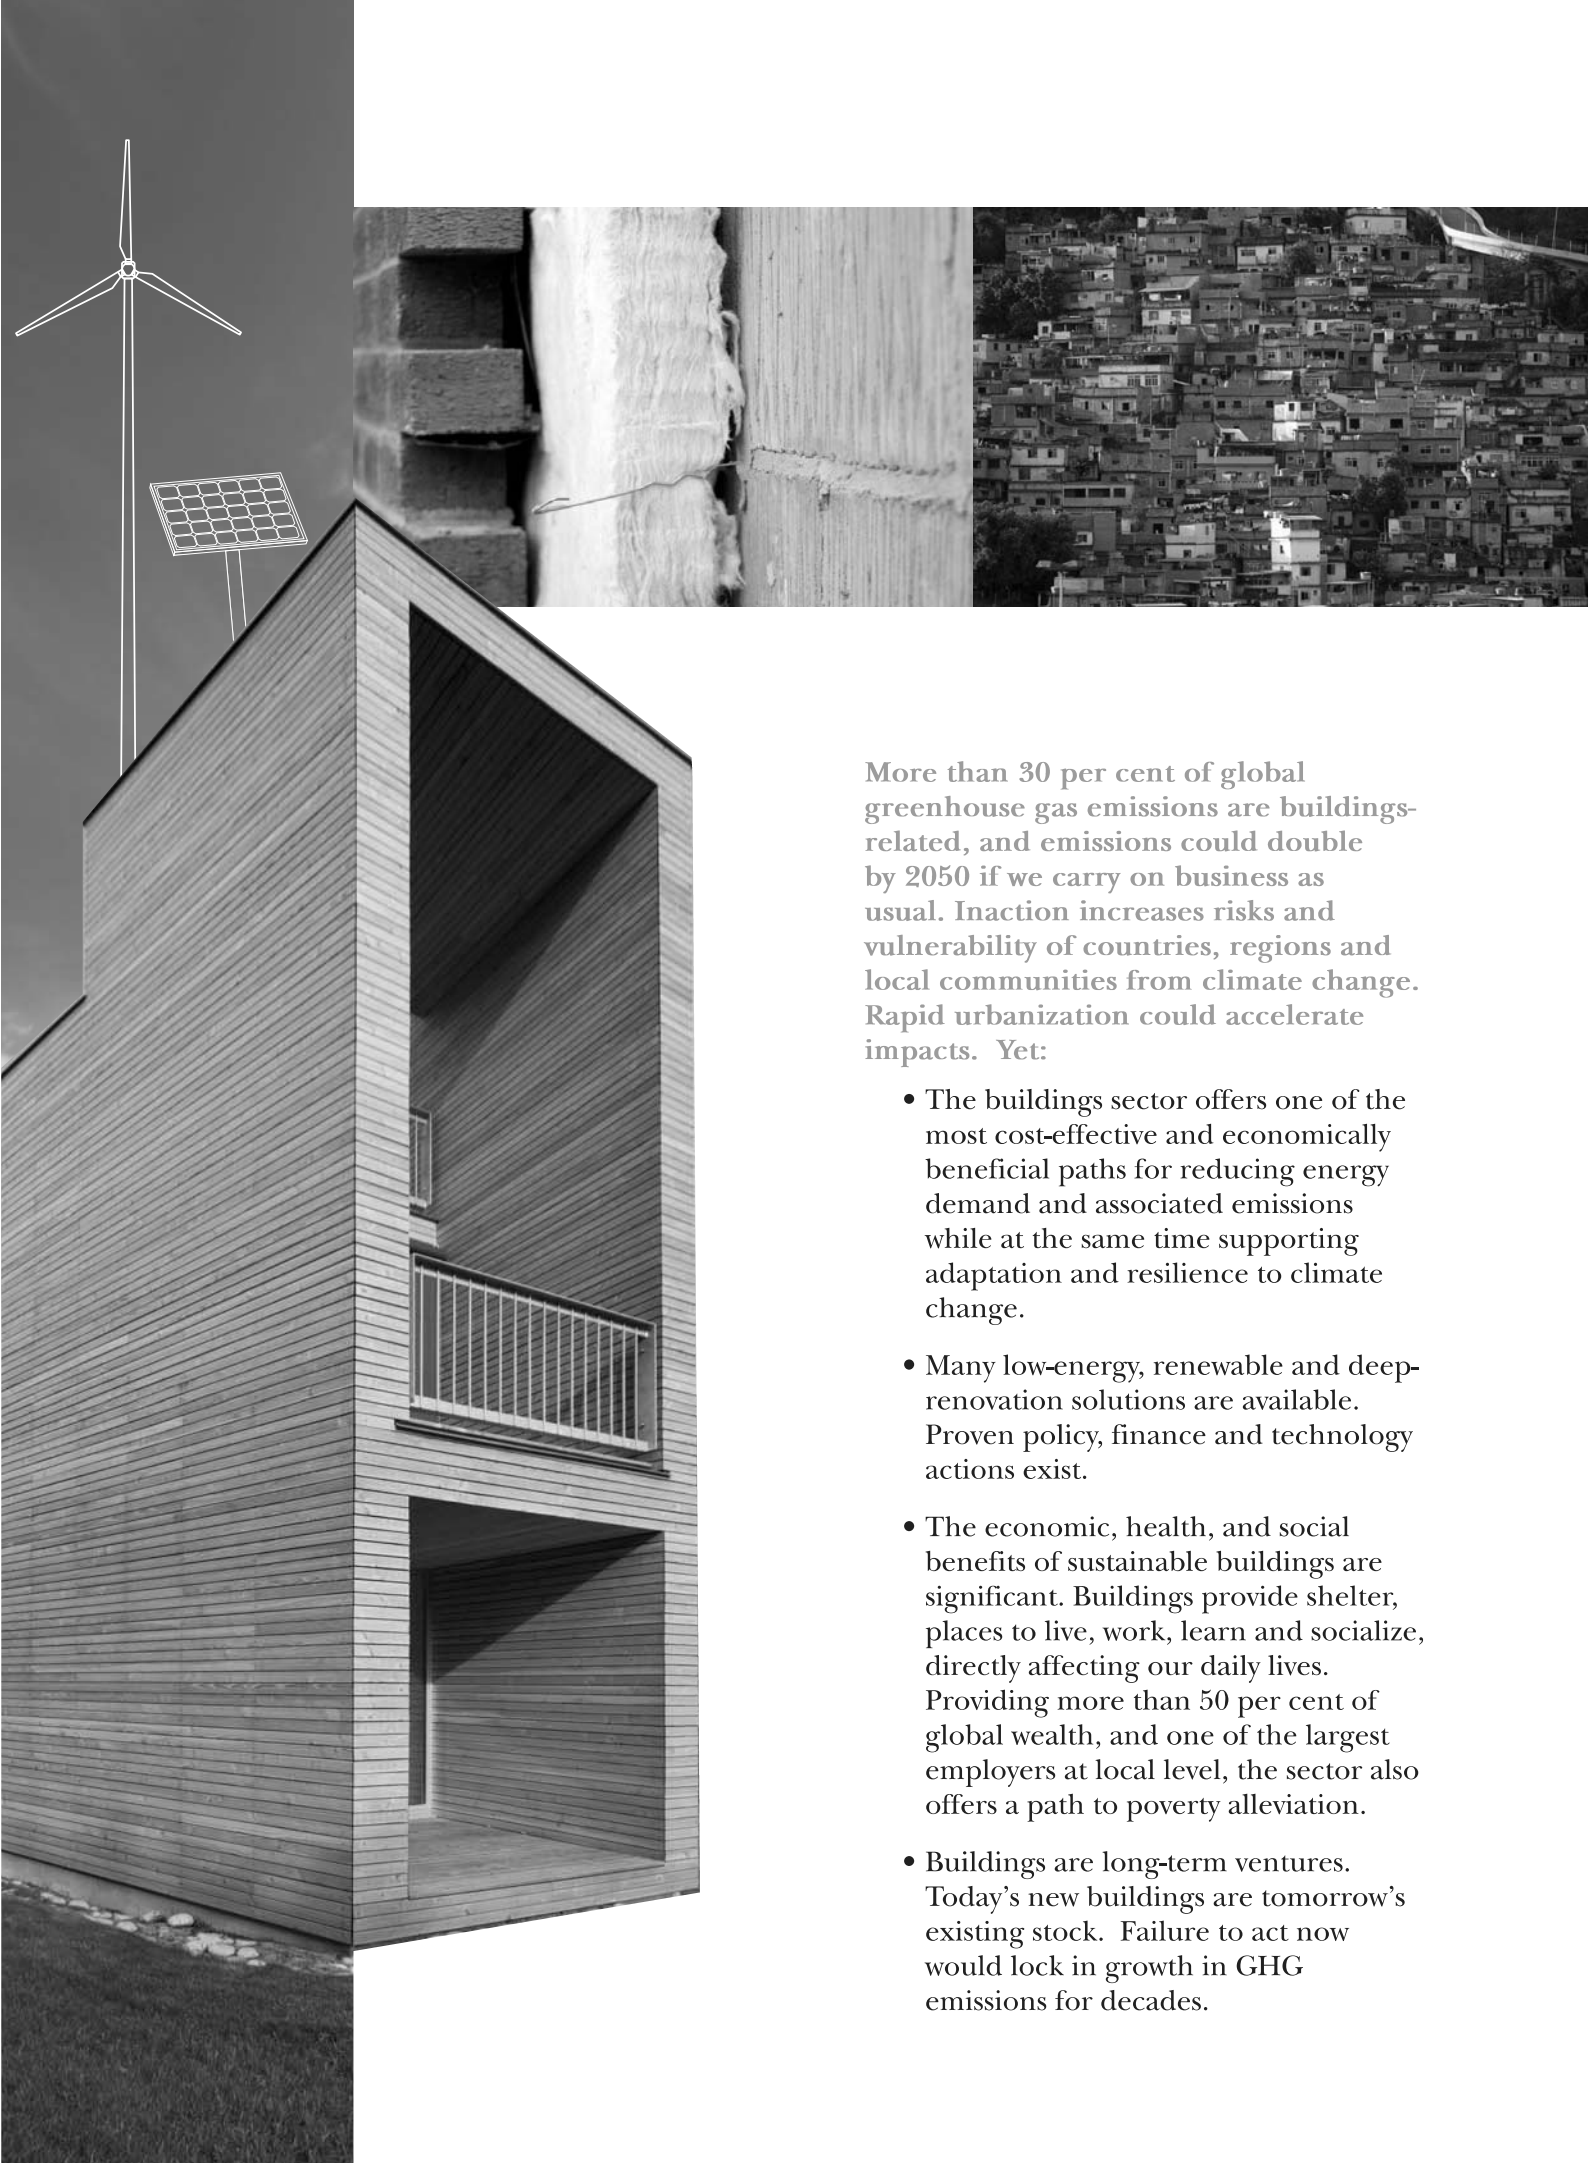 More than 30 per cent of global
greenhouse gas emissions are buildings-
related, and emissions could double
by 2050 if we carry on business as
usual. Inaction increases risks and
vulnerability of countries, regions and
local communities from climate change.
Rapid urbanization could accelerate
impacts.  Yet:
• The buildings sector offers one of the
most cost-effective and economically
beneficial paths for reducing energy
demand and associated emissions
while at the same time supporting
adaptation and resilience to climate
change.
• Many low-energy, renewable and deep-
renovation solutions are available.
Proven policy, finance and technology
actions exist.
• The economic, health, and social
benefits of sustainable buildings are
significant. Buildings provide shelter,
places to live, work, learn and socialize,
directly affecting our daily lives.
Providing more than 50 per cent of
global wealth, and one of the largest
employers at local level, the sector also
offers a path to poverty alleviation.
• Buildings are long-term ventures.
Today’s new buildings are tomorrow’s
existing stock.  Failure to act now
would lock in growth in GHG
emissions for decades.